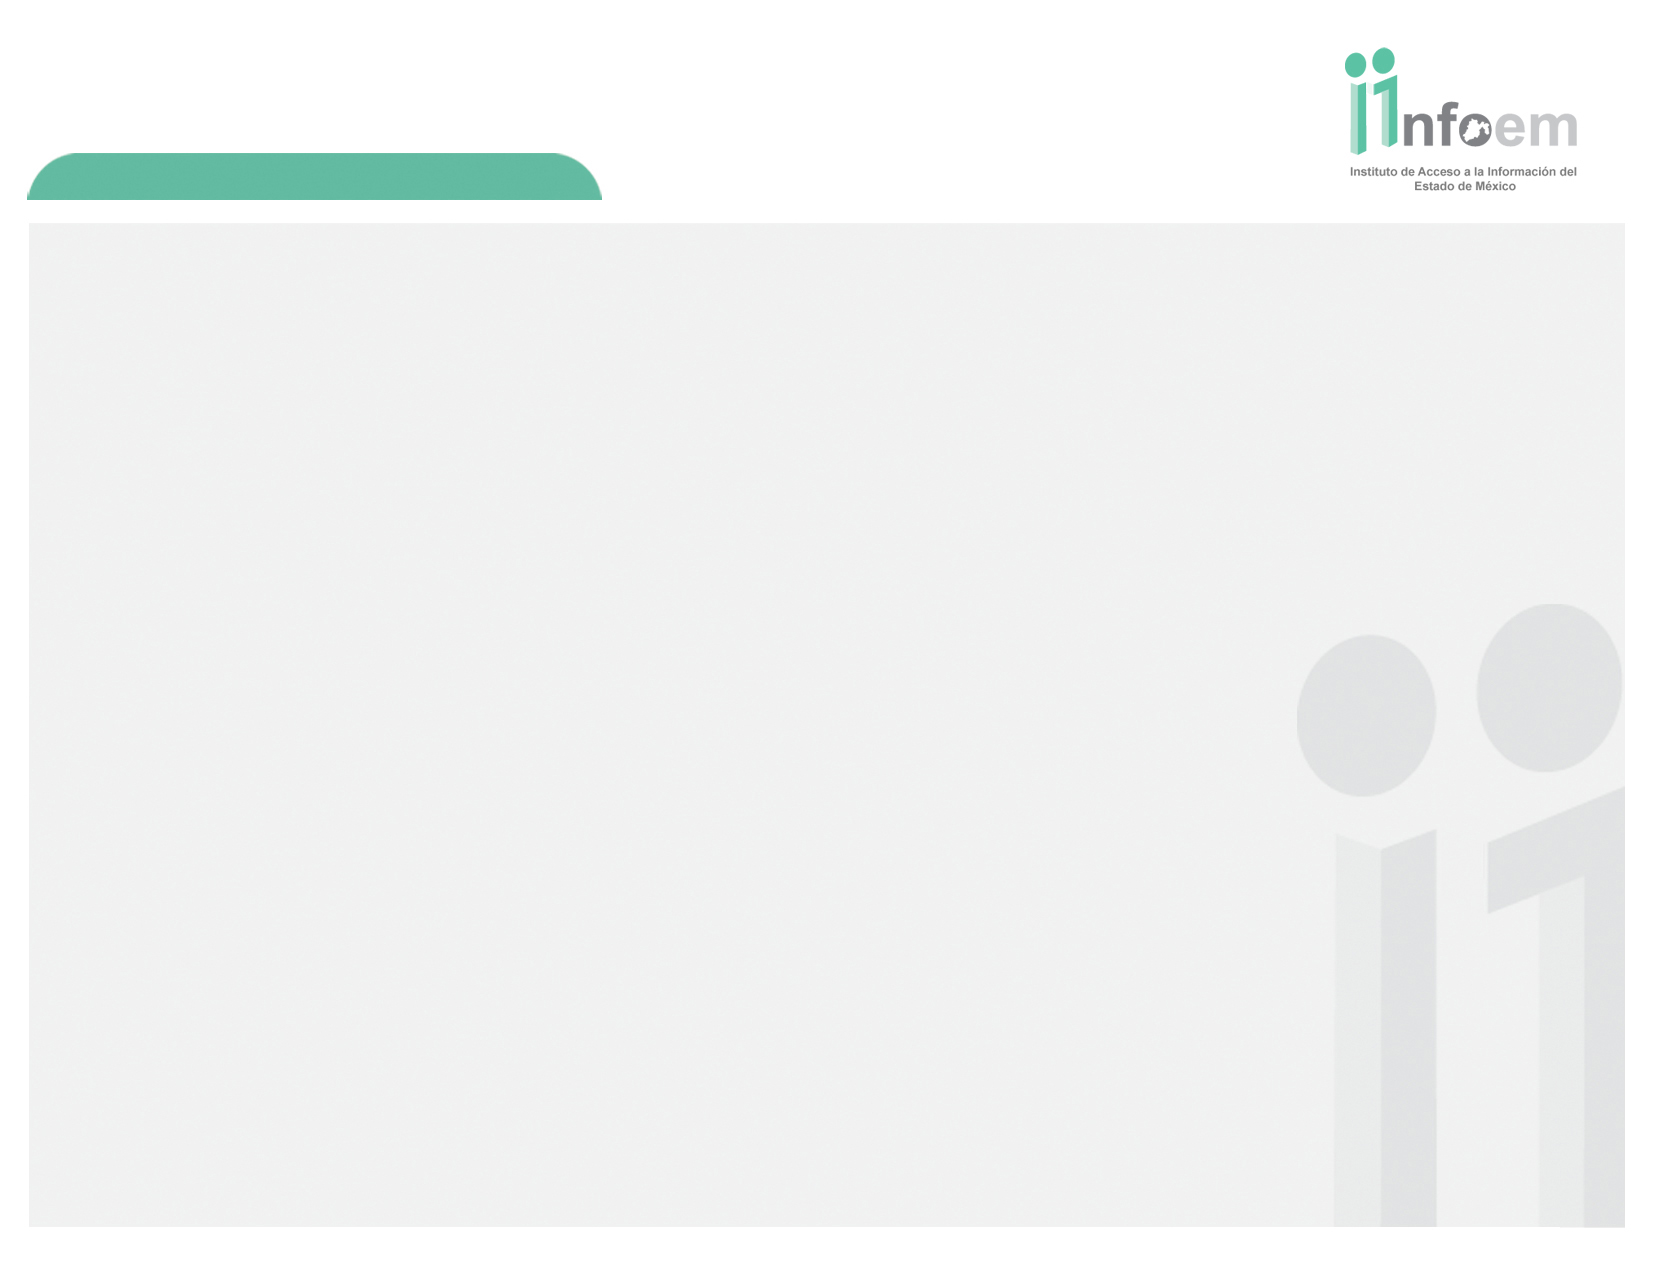 infoem
Instituto de Acceso a la Información del
Estado de México